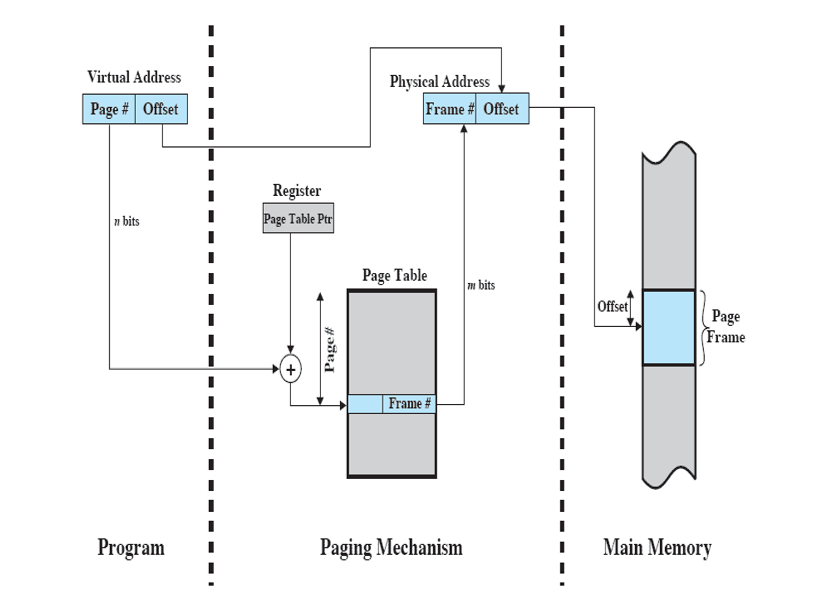 Virtual Address
Page # Offset
n bits
Register
Page Table Ptr
+
Page Table
Page#
Frame #
Physical Address
Frame # Offset
m bits
Offset
Page
Frame
Program
Paging Mechanism
Main Memory